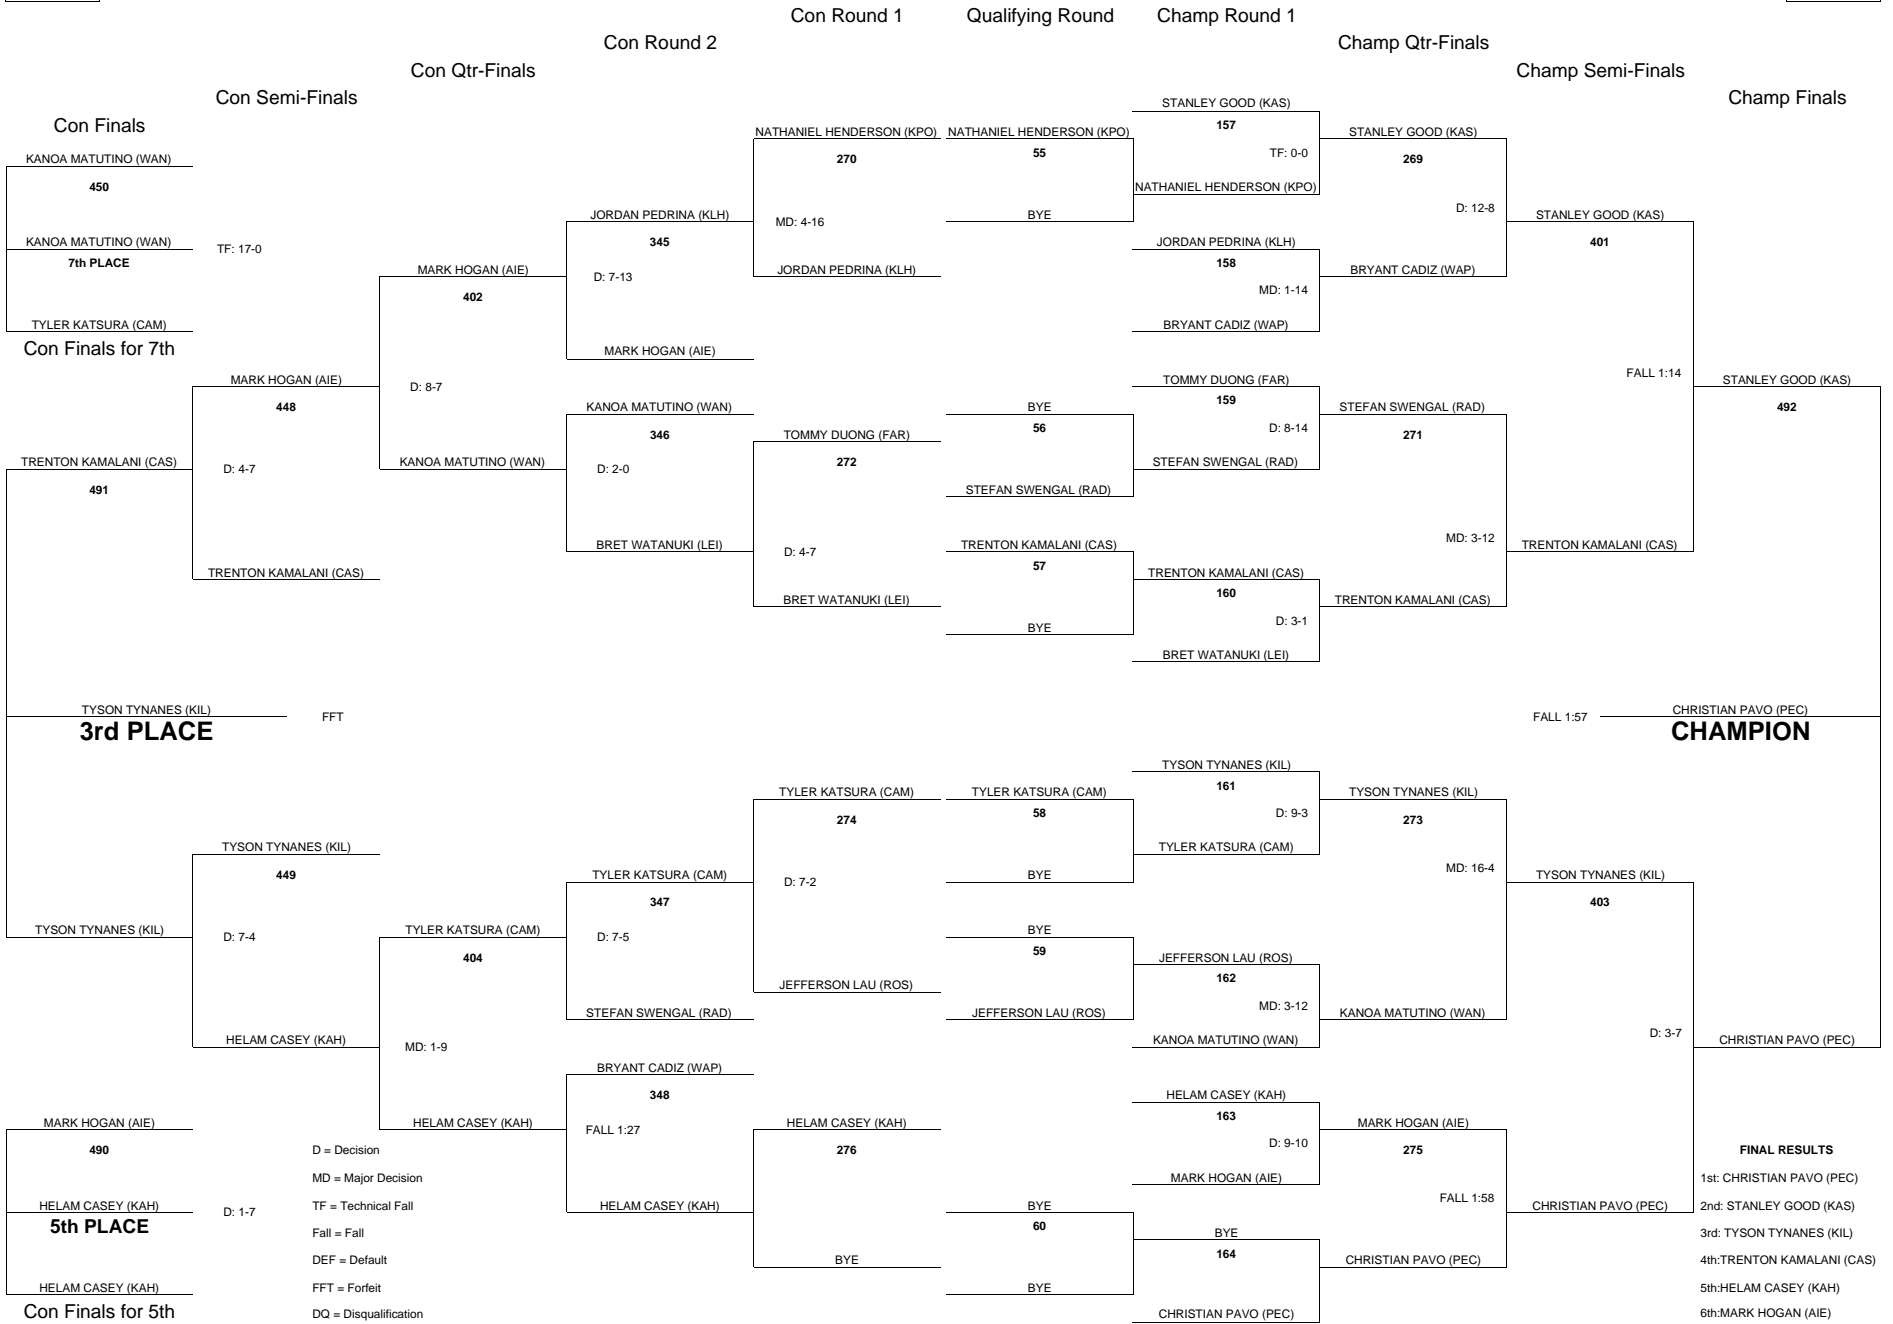 Con Round 1 Qualifying Round Champ Round 1
Con Round 2 Champ Qtr-Finals
Con Qtr-Finals Champ Semi-Finals
Con Semi-Finals Champ Finals
STANLEY GOOD (KAS)
Con Finals 157
NATHANIEL HENDERSON (KPO) NATHANIEL HENDERSON (KPO) STANLEY GOOD (KAS)
KANOA MATUTINO (WAN) 270 55 TF: 0-0 269
450 NATHANIEL HENDERSON (KPO)
JORDAN PEDRINA (KLH) MD: 4-16 BYE D: 12-8 STANLEY GOOD (KAS)
KANOA MATUTINO (WAN) TF: 17-0 345 JORDAN PEDRINA (KLH) 401
7th PLACE MARK HOGAN (AIE) D: 7-13 JORDAN PEDRINA (KLH) 158 BRYANT CADIZ (WAP)
402 MD: 1-14
TYLER KATSURA (CAM) BRYANT CADIZ (WAP)
Con Finals for 7th MARK HOGAN (AIE)
MARK HOGAN (AIE) D: 8-7 TOMMY DUONG (FAR) FALL 1:14 STANLEY GOOD (KAS)
448 KANOA MATUTINO (WAN) BYE 159 STEFAN SWENGAL (RAD) 492
346 TOMMY DUONG (FAR) 56 D: 8-14 271
TRENTON KAMALANI (CAS) D: 4-7 KANOA MATUTINO (WAN) D: 2-0 272 STEFAN SWENGAL (RAD)
491 STEFAN SWENGAL (RAD)
BRET WATANUKI (LEI) D: 4-7 TRENTON KAMALANI (CAS) MD: 3-12 TRENTON KAMALANI (CAS)
TRENTON KAMALANI (CAS) 57 TRENTON KAMALANI (CAS)
BRET WATANUKI (LEI) 160 TRENTON KAMALANI (CAS)
BYE D: 3-1
BRET WATANUKI (LEI)
TYSON TYNANES (KIL) FFT FALL 1:57 CHRISTIAN PAVO (PEC)
3rd PLACE CHAMPION
TYSON TYNANES (KIL)
TYLER KATSURA (CAM) TYLER KATSURA (CAM) 161 TYSON TYNANES (KIL)
274 58 D: 9-3 273
TYSON TYNANES (KIL) TYLER KATSURA (CAM)
449 TYLER KATSURA (CAM) D: 7-2 BYE MD: 16-4 TYSON TYNANES (KIL)
347 403
TYSON TYNANES (KIL) D: 7-4 TYLER KATSURA (CAM) D: 7-5 BYE
404 59 JEFFERSON LAU (ROS)
JEFFERSON LAU (ROS) 162
STEFAN SWENGAL (RAD) JEFFERSON LAU (ROS) MD: 3-12 KANOA MATUTINO (WAN)
HELAM CASEY (KAH) MD: 1-9 KANOA MATUTINO (WAN) D: 3-7 CHRISTIAN PAVO (PEC)
BRYANT CADIZ (WAP)
348 HELAM CASEY (KAH)
MARK HOGAN (AIE) HELAM CASEY (KAH) FALL 1:27 HELAM CASEY (KAH) 163 MARK HOGAN (AIE)
490 D = Decision 276 D: 9-10 275 FINAL RESULTS
MD = Major Decision MARK HOGAN (AIE) 1st: CHRISTIAN PAVO (PEC)
HELAM CASEY (KAH) D: 1-7 TF = Technical Fall HELAM CASEY (KAH) BYE FALL 1:58 CHRISTIAN PAVO (PEC) 2nd: STANLEY GOOD (KAS)
5th PLACE Fall = Fall 60 BYE 3rd: TYSON TYNANES (KIL)
DEF = Default BYE 164 CHRISTIAN PAVO (PEC) 4th:TRENTON KAMALANI (CAS)
HELAM CASEY (KAH) FFT = Forfeit BYE 5th:HELAM CASEY (KAH)
Con Finals for 5th DQ = Disqualification CHRISTIAN PAVO (PEC) 6th:MARK HOGAN (AIE)